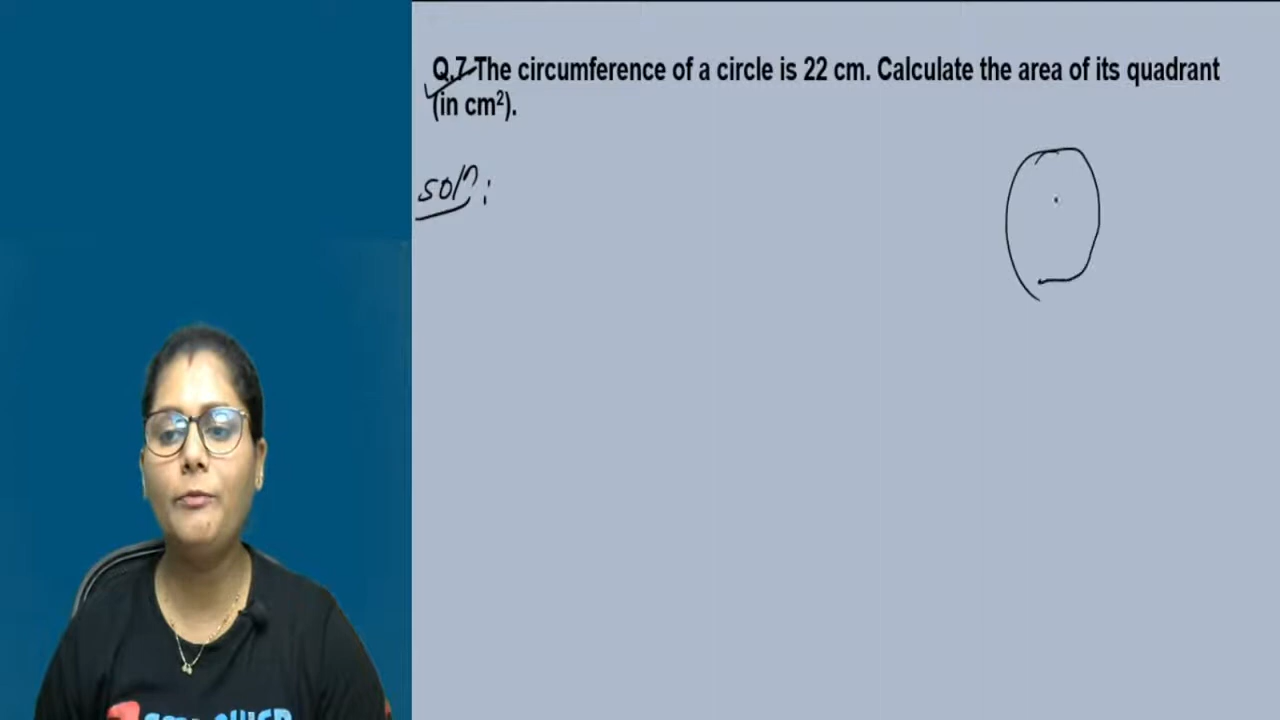 Q.7 The circumference of a circle is 22 cm. Calculate the area of its quadrant
(in cm²).
Solⁿ: